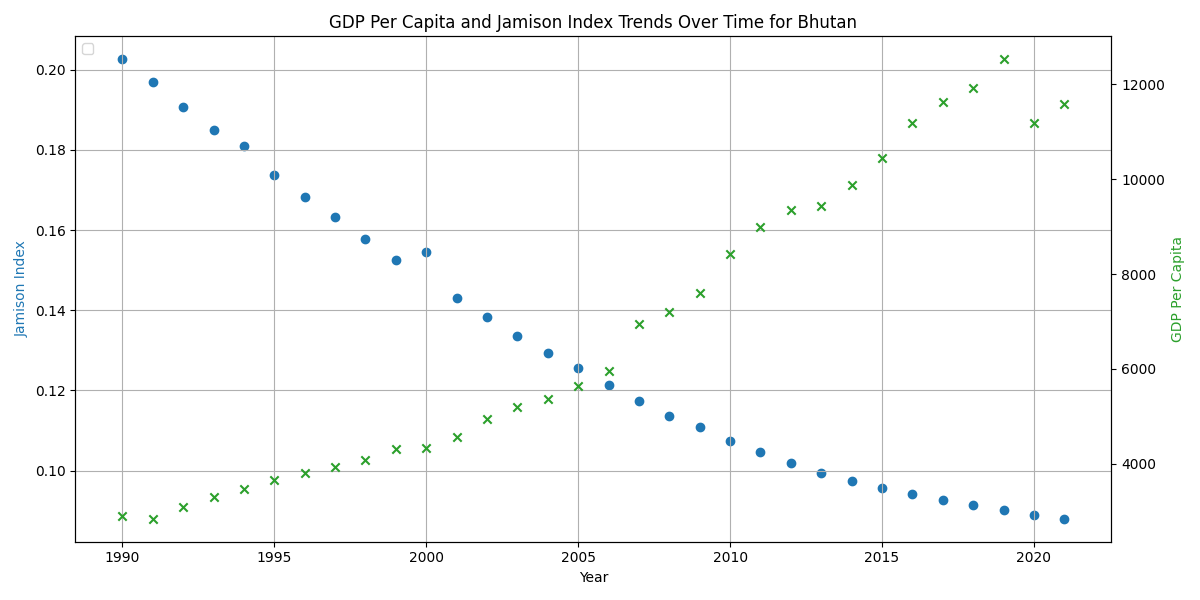 GDP Per Capita and Jamison Index Trends Over Time for Bhutan
0.20
0.18
0.16
0.14
0.12
0.10
Jamison Index
12000
10000
8000
6000
4000
GDP Per Capita
1990 1995 2000 2005 2010 2015 2020
Year